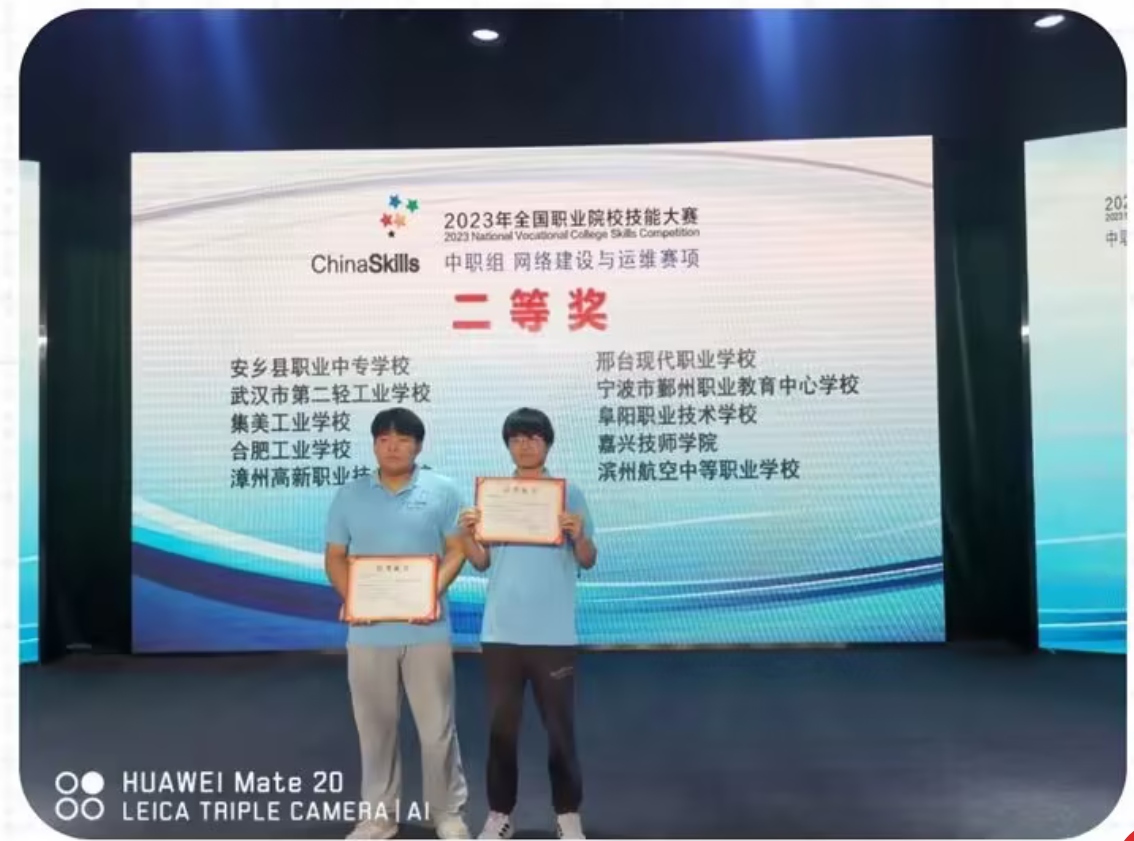 2023年全国职业院校技能大赛
2023 National Vocational College Skills Competition
ChinaSkills
中职组 网络建设与运维赛项
二等奖
安乡县职业中专学校
武汉市第二轻工业学校
集美工业学校
合肥工业学校
漳州高新职业技
邢台现代职业学校
宁波市鄞州职业教育中心学校
阜阳职业技术学校
嘉兴技师学院
滨州航空中等职业学校
202
中职
HUAWEI Mate 20
LEICA TRIPLE CAMERA | AI